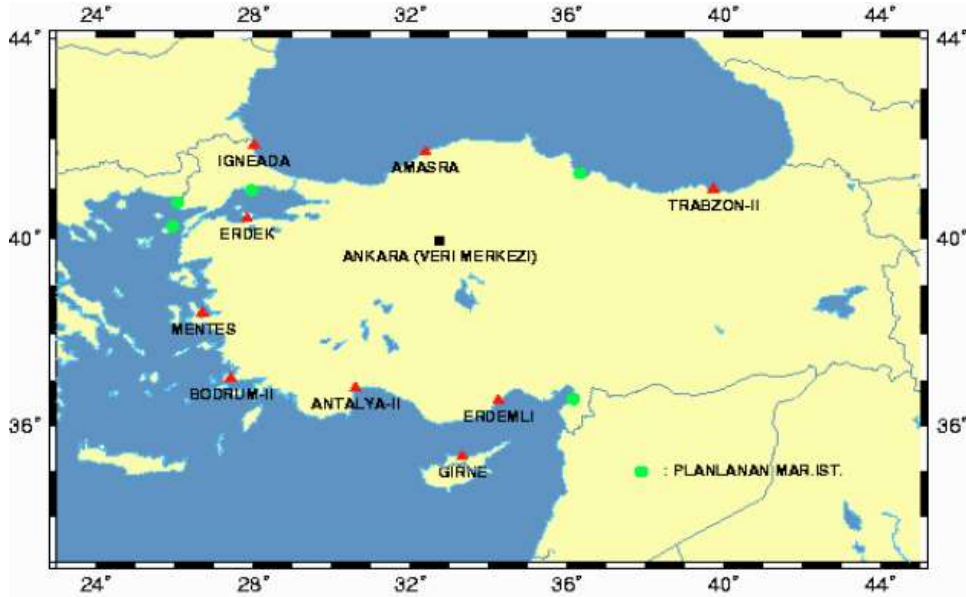 24° 28° 32° 36° 40° 44°
44° 44°
IGNEADA
AMASRA
TRABZON-II
ERDEK
40° 40°
ANKARA (VERI MERKEZI)
MENTES
BODRUM-II
ANTALYA-II
ERDEMLI
36° 36°
GIRNE
: PLANLANAN MAR.IST.
24° 28° 32° 36° 40° 44°